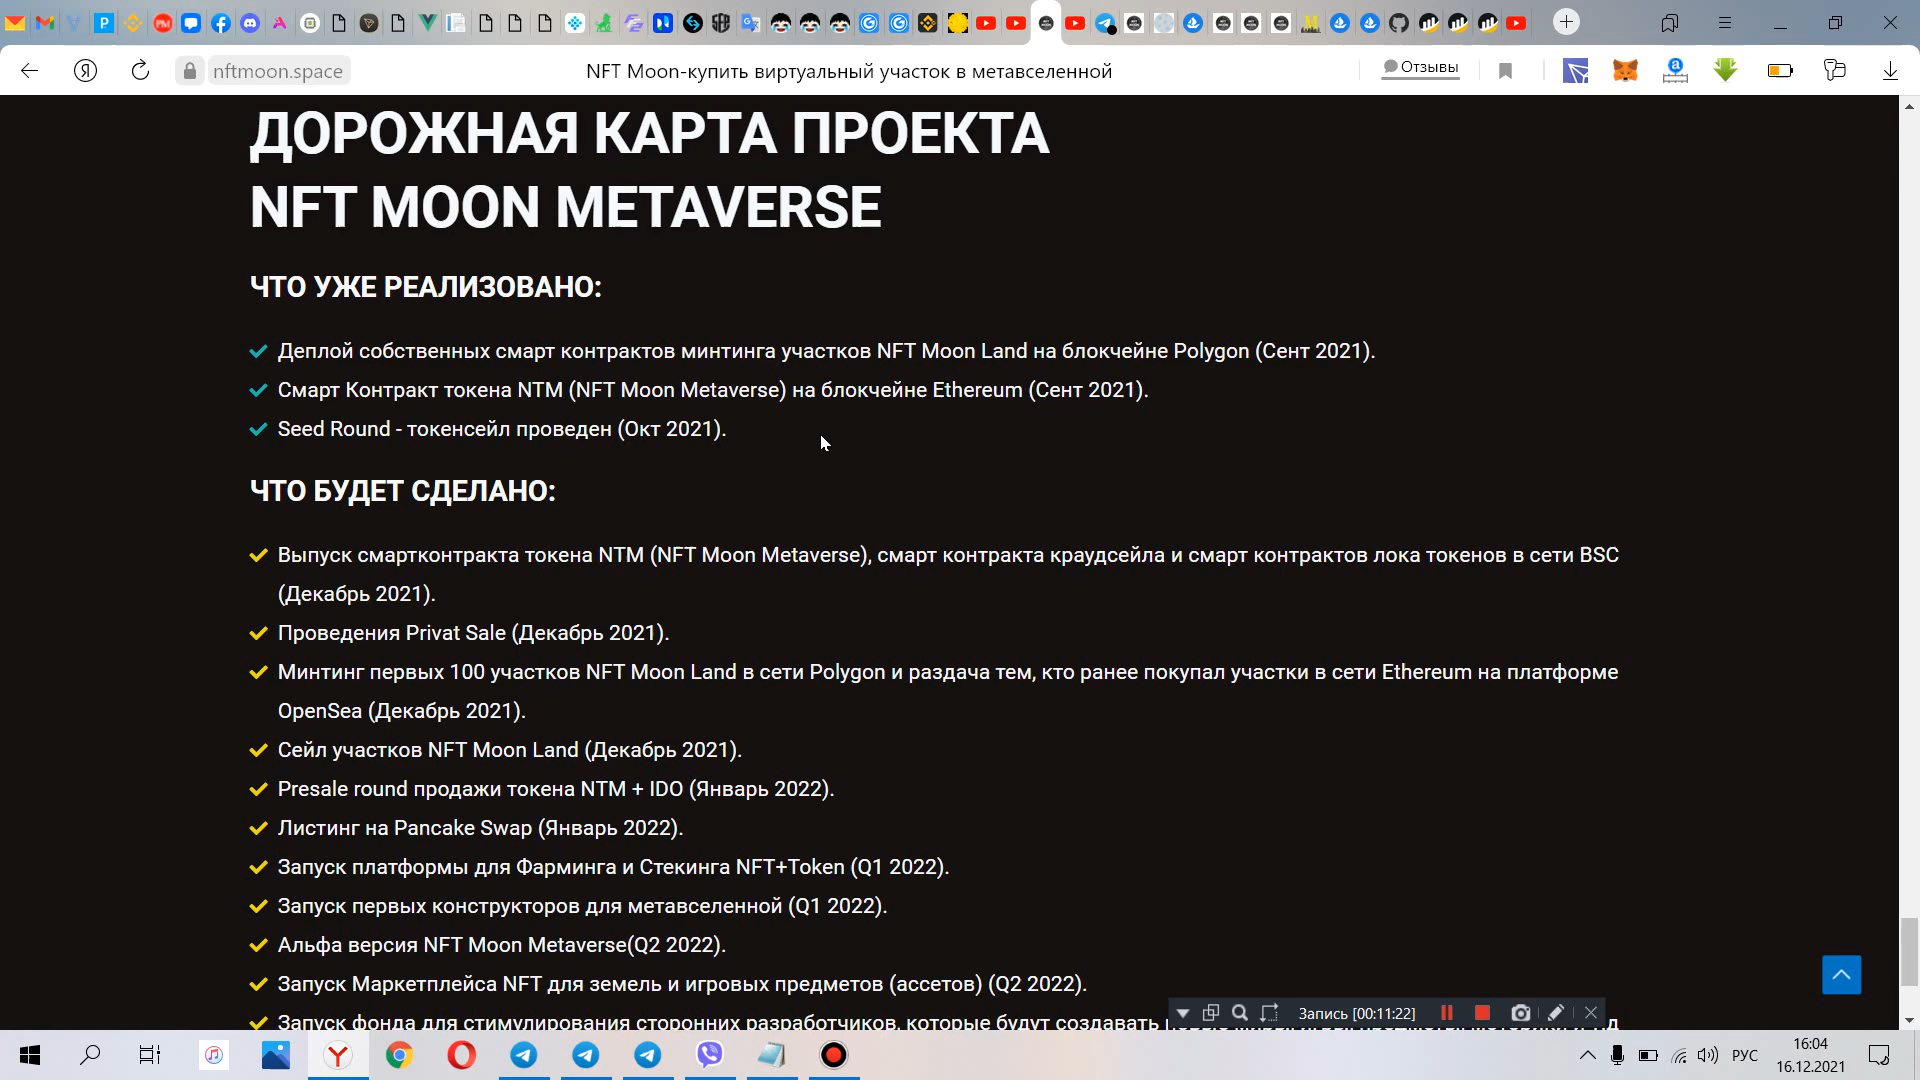 nftmoon.space
NFT Moon-купить виртуальный участок в метавселенной
Отзывы
ДОРОЖНАЯ КАРТА ПРОЕКТА
NFT MOON METAVERSE
ЧТО УЖЕ РЕАЛИЗОВАНО:
Деплой собственных смарт контрактов минтинга участков NFT Moon Land на блокчейне Polygon (Сент 2021).
Смарт Контракт токена NTM (NFT Moon Metaverse) на блокчейне Ethereum (Сент 2021).
Seed Round - токенсейл проведен (Окт 2021).
ЧТО БУДЕТ СДЕЛАНО:
Выпуск смартконтракта токена NTM (NFT Moon Metaverse), смарт контракта краудсейла и смарт контрактов лока токенов в сети BSC
(Декабрь 2021).
Проведения Privat Sale (Декабрь 2021).
Минтинг первых 100 участков NFT Moon Land в сети Polygon и раздача тем, кто ранее покупал участки в сети Ethereum на платформе
OpenSea (Декабрь 2021).
Сейл участков NFT Moon Land (Декабрь 2021).
Presale round продажи токена NTM + IDO (Январь 2022).
Листинг на Pancake Swap (Январь 2022).
Запуск платформы для Фарминга и Стекинга NFT+Token (Q1 2022).
Запуск первых конструкторов для метавселенной (Q1 2022).
Альфа версия NFT Moon Metaverse(Q2 2022).
Запуск Маркетплейса NFT для земель и игровых предметов (ассетов) (Q2 2022).
Запуск фонда для стимулирования сторонних разработчиков, которые будут создавать
Запись [00:11:22]
РУС
16:04
16.12.2021